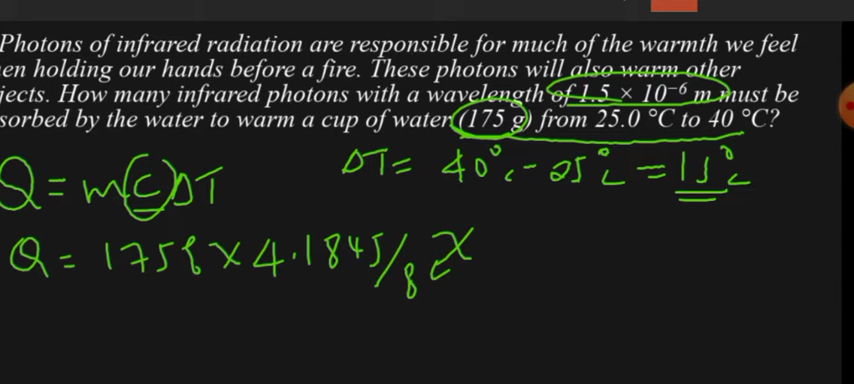 Photons of infrared radiation are responsible for much of the warmth we feel
en holding our hands before a fire. These photons will also warm other
jects. How many infrared photons with a wavelength of 1.5 × 10⁻⁶ m must be
sorbed by the water to warm a cup of water (175 g) from 25.0 °C to 40 °C?
ΔT = 40°c - 25°c = 15°c
Q = m(c)ΔT
Q = 175g × 4.184J/g